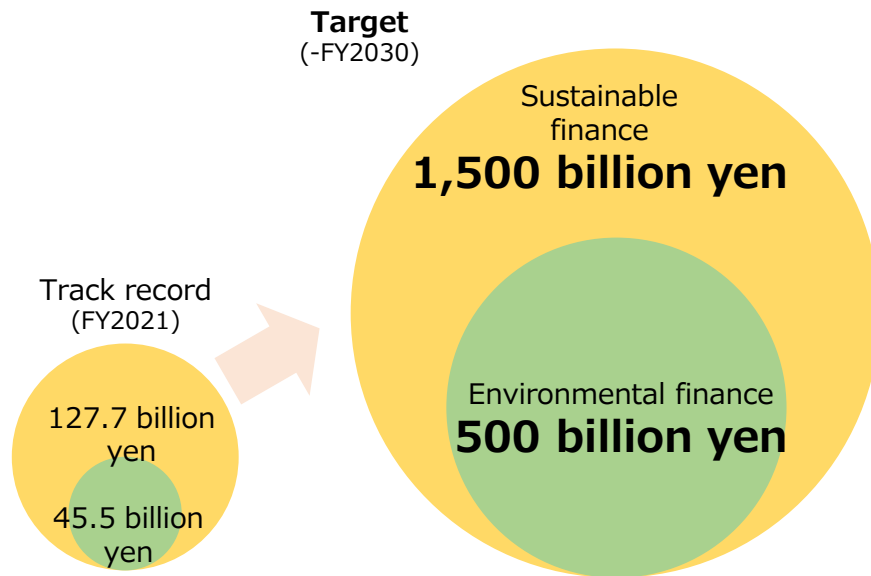 Target
(-FY2030)
Sustainable
finance
1,500 billion yen
Environmental finance
500 billion yen
Track record
(FY2021)
127.7 billion
yen
45.5 billion
yen